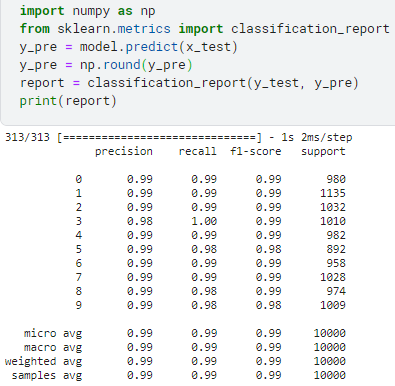 import numpy as np
from sklearn.metrics import classification_report
y_pre = model.predict(x_test)
y_pre = np.round(y_pre)
report = classification_report(y_test, y_pre)
print(report)
313/313 [==============================] - 1s 2ms/step
precision recall f1-score support
0 0.99 0.99 0.99 980
1 0.99 0.99 0.99 1135
2 0.99 0.99 0.99 1032
3 0.98 1.00 0.99 1010
4 0.99 0.99 0.99 982
5 0.99 0.98 0.98 892
6 0.99 0.99 0.99 958
7 0.99 0.99 0.99 1028
8 0.99 0.98 0.99 974
9 0.99 0.98 0.98 1009
micro avg 0.99 0.99 0.99 10000
macro avg 0.99 0.99 0.99 10000
weighted avg 0.99 0.99 0.99 10000
samples avg 0.99 0.99 0.99 10000